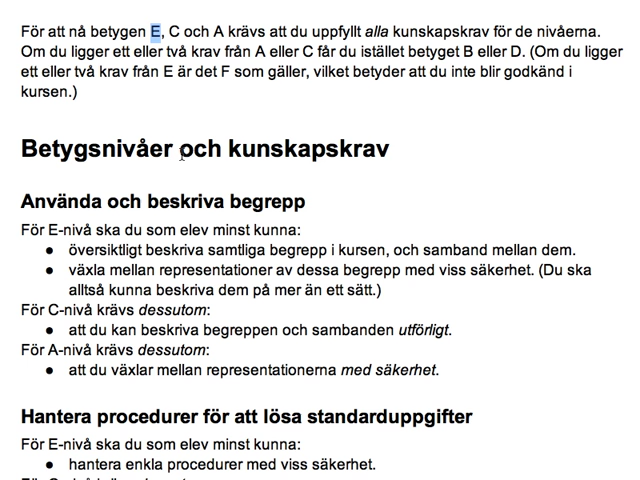 För att nå betygen E, C och A krävs att du uppfyllt alla kunskapskrav för de nivåerna.
Om du ligger ett eller två krav från A eller C får du istället betyget B eller D. (Om du ligger
ett eller två krav från E är det F som gäller, vilket betyder att du inte blir godkänd i
kursen.)
Betygsnivåer och kunskapskrav
Använda och beskriva begrepp
För E-nivå ska du som elev minst kunna:
● översiktligt beskriva samtliga begrepp i kursen, och samband mellan dem.
● växla mellan representationer av dessa begrepp med viss säkerhet. (Du ska
alltså kunna beskriva dem på mer än ett sätt.)
För C-nivå krävs dessutom:
● att du kan beskriva begreppen och sambanden utförligt.
För A-nivå krävs dessutom:
● att du växlar mellan representationerna med säkerhet.
Hantera procedurer för att lösa standarduppgifter
För E-nivå ska du som elev minst kunna:
● hantera enkla procedurer med viss säkerhet.